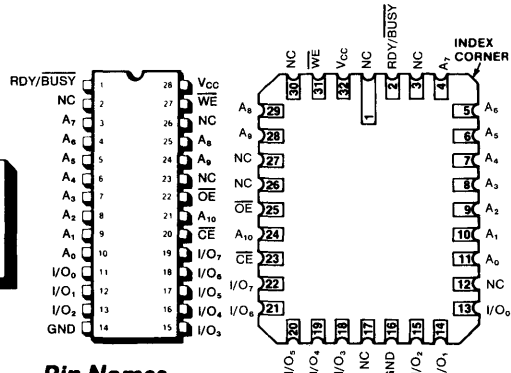 RDY/BUSY 1 28 VCC
NC 2 27 WE
A7 3 26 NC
A6 4 25 A8
A5 5 24 A9
A4 6 23 NC
A3 7 22 OE
A2 8 21 A10
A1 9 20 CE
A0 10 19 I/O7
I/O0 11 18 I/O6
I/O1 12 17 I/O5
I/O2 13 16 I/O4
GND 14 15 I/O3
INDEX
CORNER
NC WE VCC NC RDY/BUSY NC A7
30 31 32 1 2 3 4
A8 29 5 A6
A9 28 6 A5
NC 27 7 A4
NC 26 8 A3
OE 25 9 A2
A10 24 10 A1
CE 23 11 A0
I/O7 22 12 NC
I/O6 21 13 I/O0
20 19 18 17 16 15 14
I/O5 I/O4 I/O3 NC GND I/O2 I/O1
Pin Names